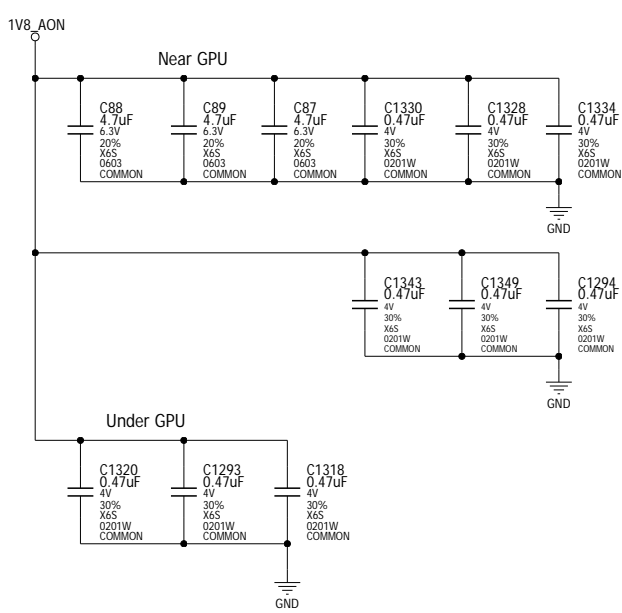 1V8_AON
Near GPU
C88
4.7uF
6.3V
20%
X6S
0603
COMMON
C89
4.7uF
6.3V
20%
X6S
0603
COMMON
C87
4.7uF
6.3V
20%
X6S
0603
COMMON
C1330
0.47uF
4V
30%
X6S
0201W
COMMON
C1328
0.47uF
4V
30%
X6S
0201W
COMMON
C1334
0.47uF
4V
30%
X6S
0201W
COMMON
GND
C1343
0.47uF
4V
30%
X6S
0201W
COMMON
C1349
0.47uF
4V
30%
X6S
0201W
COMMON
C1294
0.47uF
4V
30%
X6S
0201W
COMMON
GND
Under GPU
C1320
0.47uF
4V
30%
X6S
0201W
COMMON
C1293
0.47uF
4V
30%
X6S
0201W
COMMON
C1318
0.47uF
4V
30%
X6S
0201W
COMMON
GND